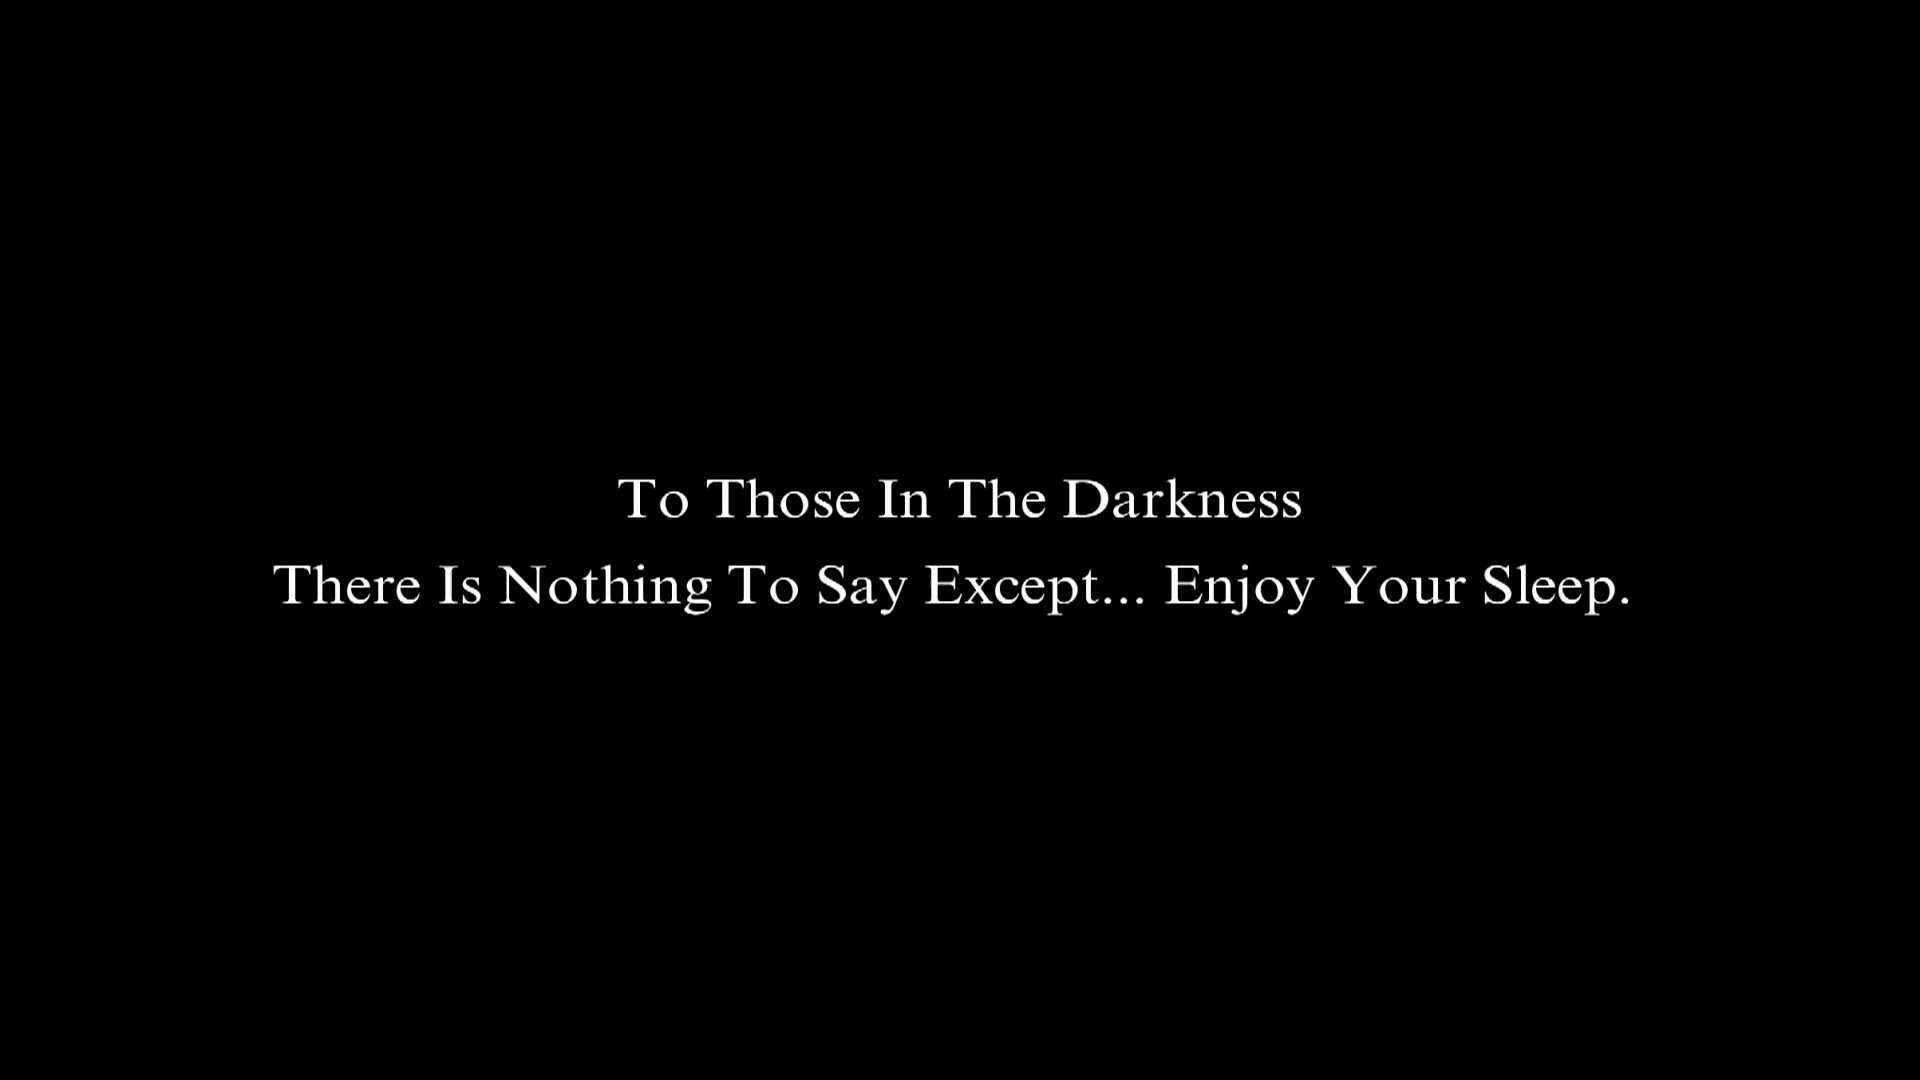 To Those In The Darkness
There Is Nothing To Say Except... Enjoy Your Sleep.